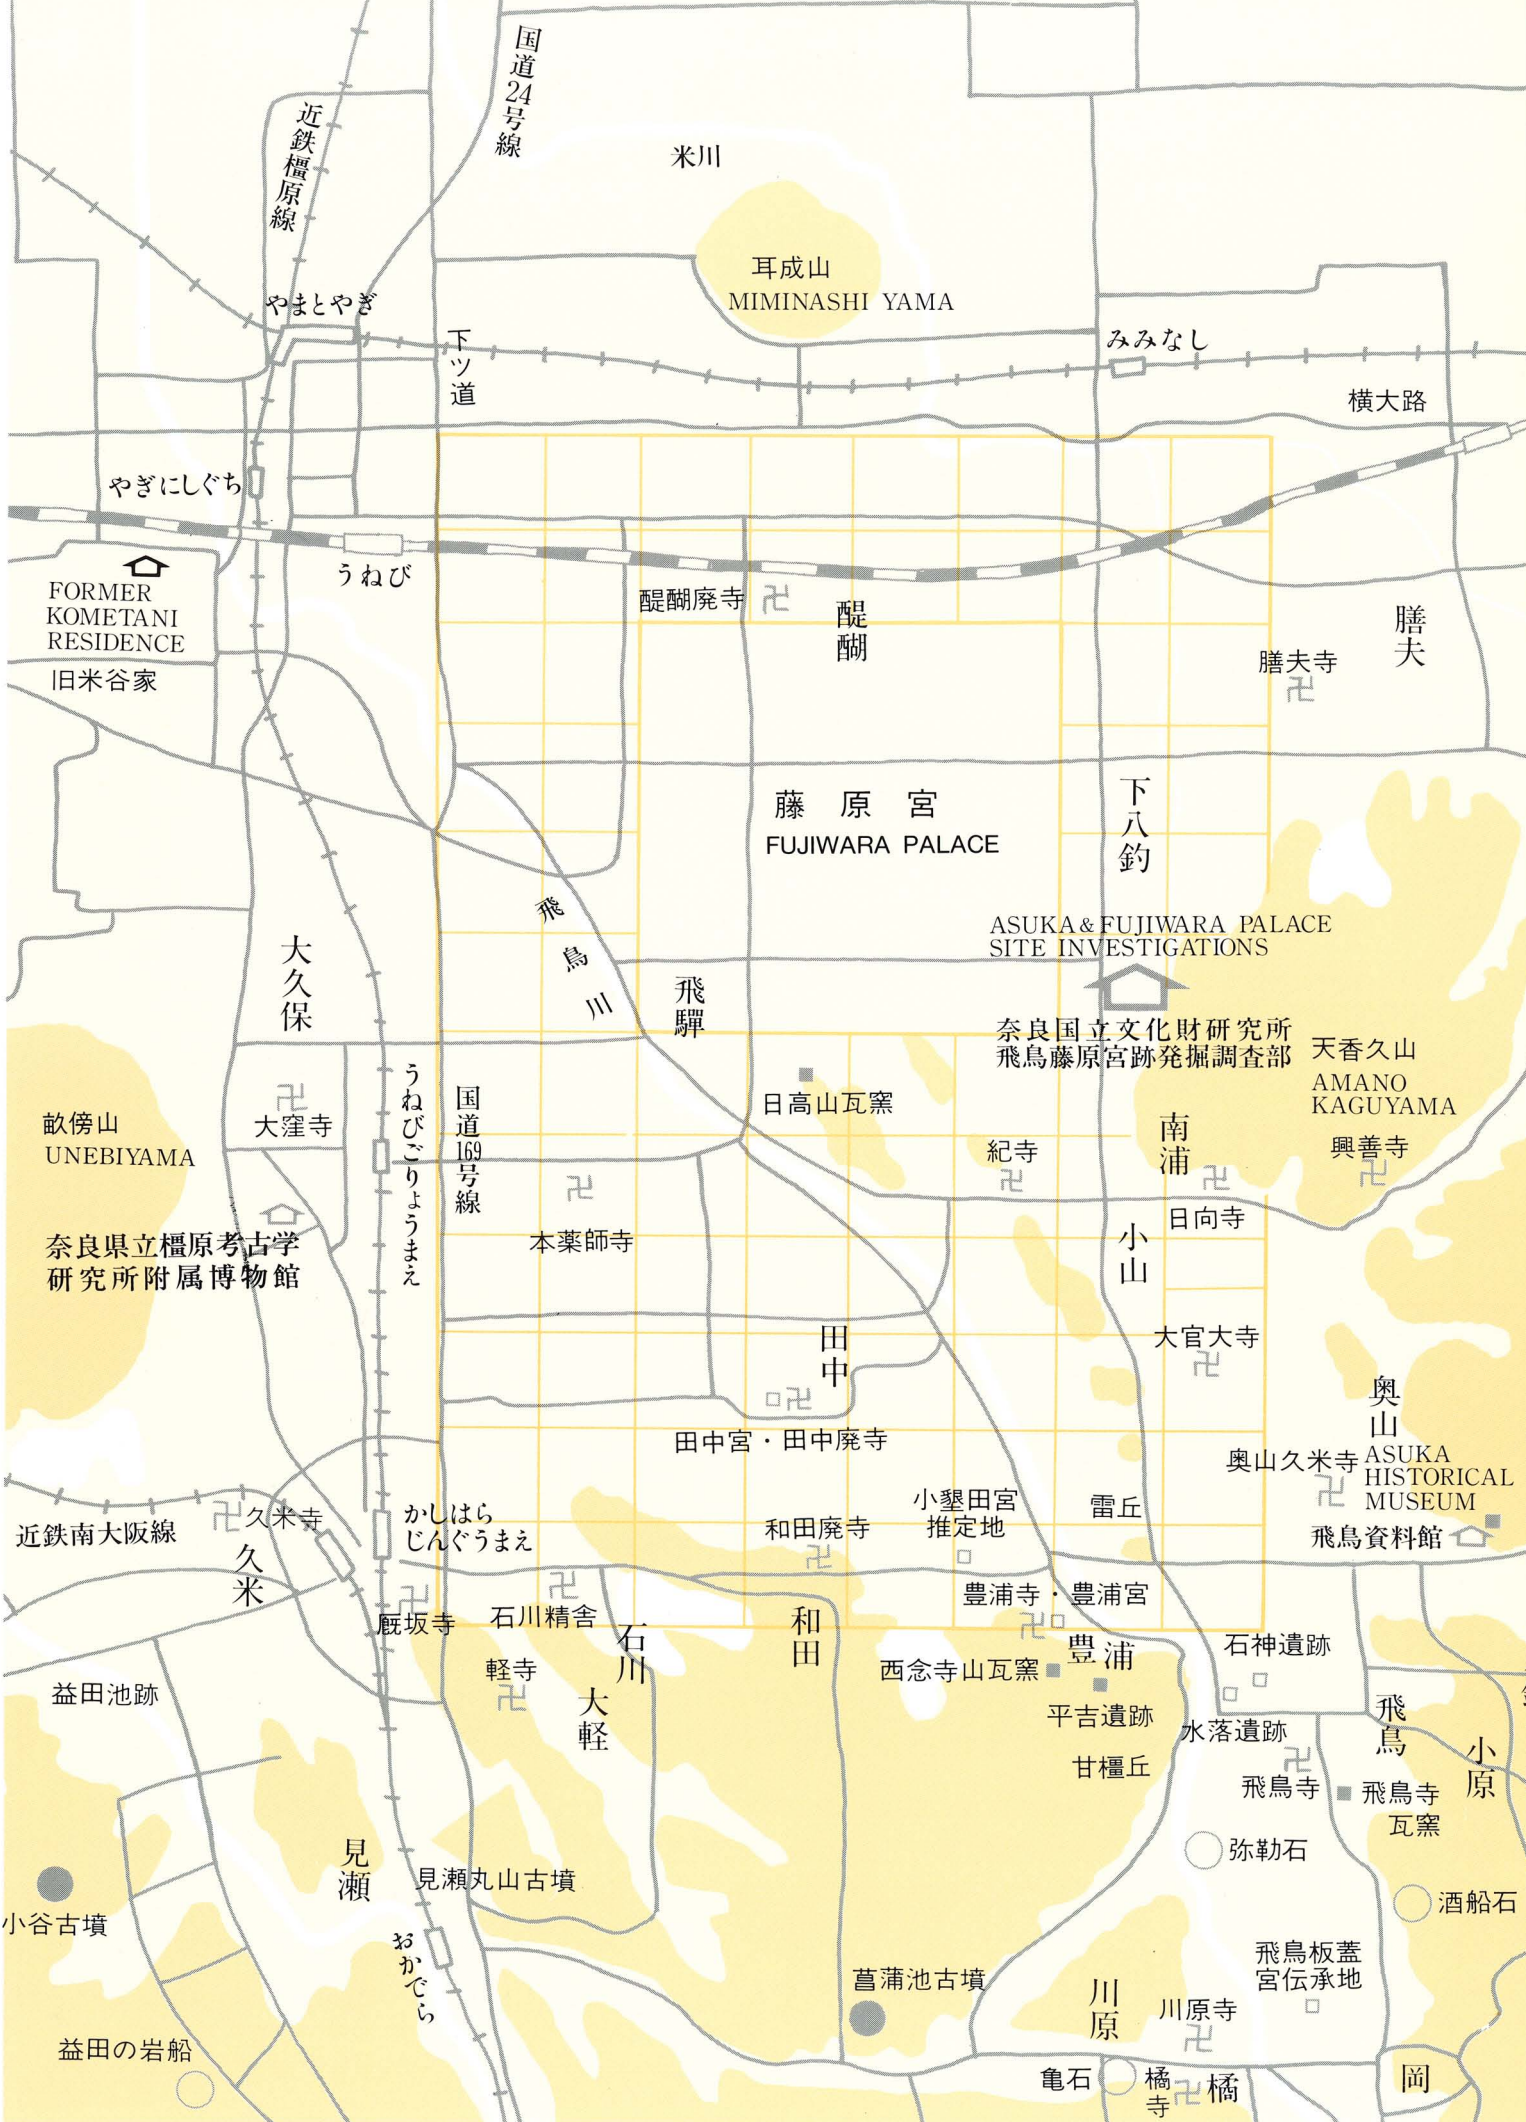 国道24号線
近鉄橿原線
米川
耳成山
MIMINASHI YAMA
やまとやぎ
下ツ道
みみなし
横大路
やぎにしぐち
うねび
FORMER
KOMETANI
RESIDENCE
旧米谷家
醍醐廃寺
醍醐
膳夫
膳夫寺
藤原宮
FUJIWARA PALACE
下八釣
飛鳥川
ASUKA & FUJIWARA PALACE
SITE INVESTIGATIONS
大久保
飛驒
奈良国立文化財研究所
飛鳥藤原宮跡発掘調査部
天香久山
AMANO
KAGUYAMA
畝傍山
UNEBIYAMA
大窪寺
うねびごりょうまえ
国道169号線
日高山瓦窯
紀寺
南浦
興善寺
日向寺
奈良県立橿原考古学
研究所附属博物館
本薬師寺
小山
田中
大官大寺
奥山
田中宮・田中廃寺
奥山久米寺
ASUKA
HISTORICAL
MUSEUM
飛鳥資料館
近鉄南大阪線
久米寺
久米
かしはら
じんぐうまえ
和田廃寺
小墾田宮
推定地
雷丘
厩坂寺
石川精舎
石川
和田
豊浦寺・豊浦宮
豊浦
石神遺跡
軽寺
大軽
西念寺山瓦窯
平吉遺跡
水落遺跡
甘橿丘
飛鳥
小原
飛鳥寺
飛鳥寺
瓦窯
益田池跡
弥勒石
見瀬
見瀬丸山古墳
酒船石
小谷古墳
おかでら
飛鳥板蓋
宮伝承地
菖蒲池古墳
川原
川原寺
益田の岩船
亀石
橘寺
橘
岡